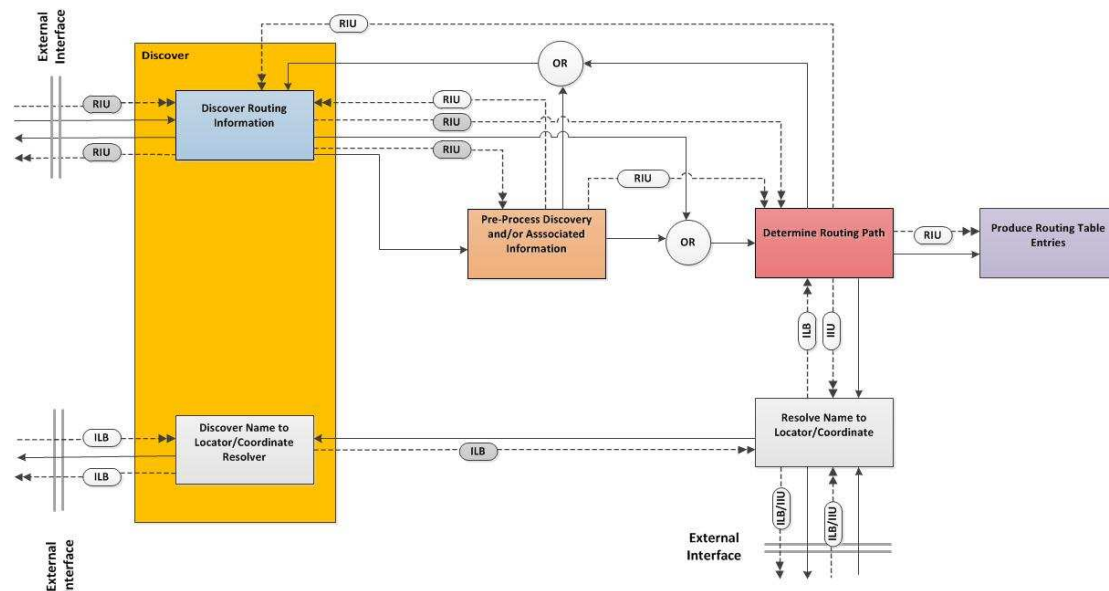 External
Interface
RIU
Discover
OR
RIU
Discover Routing
Information
RIU
RIU
RIU
RIU
RIU
Pre-Process Discovery
and/or Asssociated
Information
OR
Determine Routing Path
RIU
Produce Routing Table
Entries
ILB
IIU
Discover Name to
Locator/Coordinate
Resolver
Resolve Name to
Locator/Coordinate
ILB
ILB
ILB
ILB/IIU
ILB/IIU
External
Interface
External
nterface